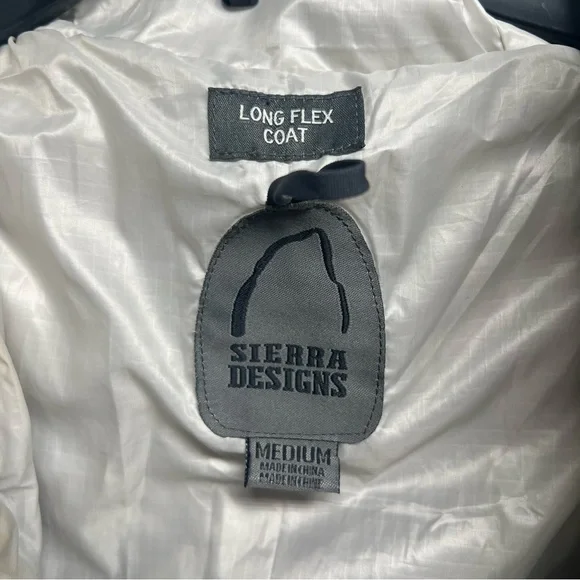 LONG FLEX
COAT
SIERRA
DESIGNS
MEDIUM
MADE IN CHINA